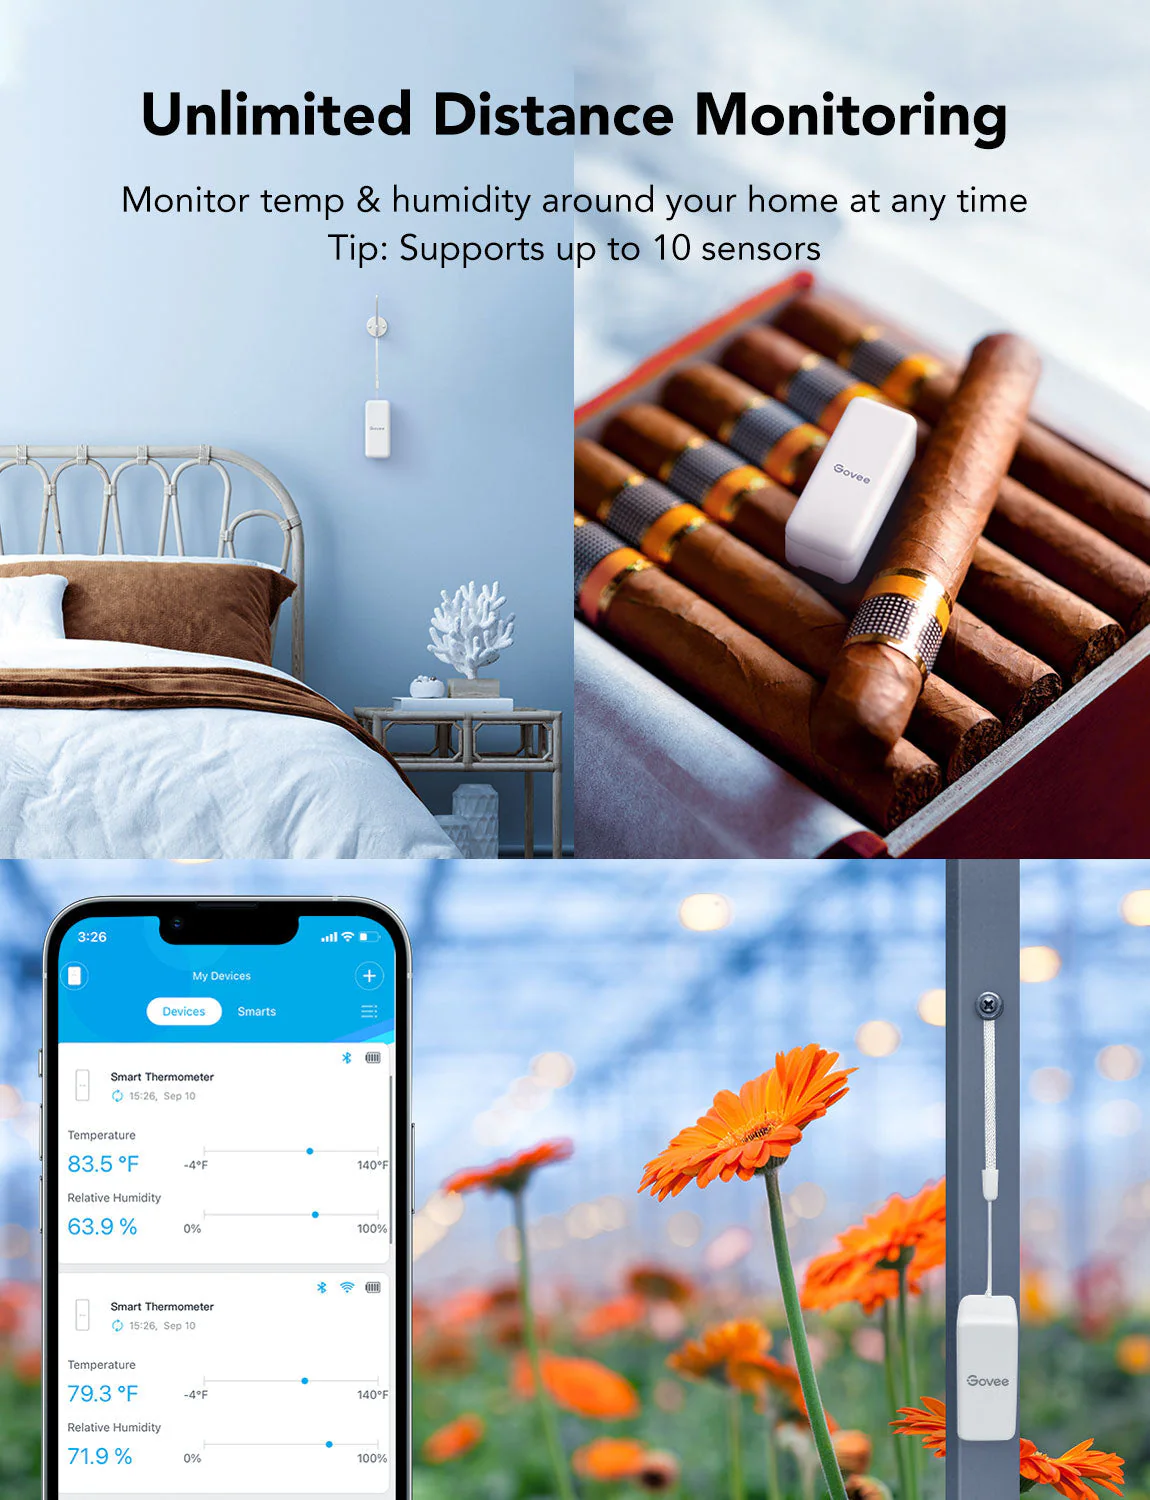 Unlimited Distance Monitoring
Monitor temp & humidity around your home at any time
Tip: Supports up to 10 sensors
Govee
Govee
3:26
My Devices
Devices
Smarts
Smart Thermometer
15:26, Sep 10
Temperature
83.5 °F
-4°F
140°F
Relative Humidity
63.9 %
0%
100%
Smart Thermometer
15:26, Sep 10
Temperature
79.3 °F
-4°F
140°F
Relative Humidity
71.9 %
0%
100%
Govee